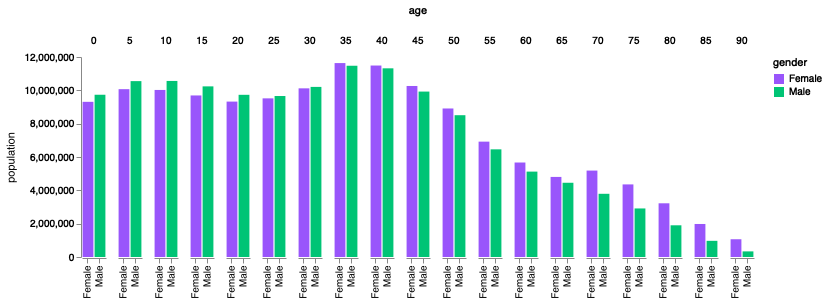 age
0 5 10 15 20 25 30 35 40 45 50 55 60 65 70 75 80 85 90
12,000,000
10,000,000
8,000,000
6,000,000
4,000,000
2,000,000
0
population
Female Male Female Male Female Male Female Male Female Male Female Male Female Male Female Male Female Male Female Male Female Male Female Male Female Male Female Male Female Male Female Male Female Male Female Male Female Male
gender
Female
Male